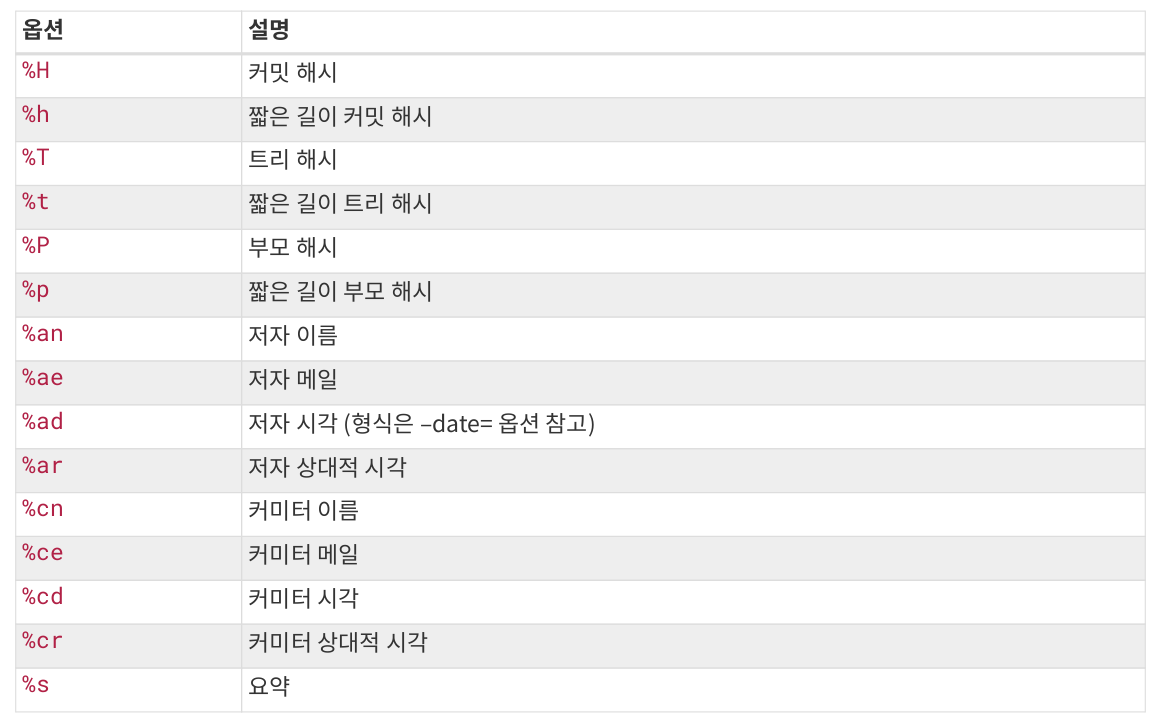 옵션 설명
%H 커밋 해시
%h 짧은 길이 커밋 해시
%T 트리 해시
%t 짧은 길이 트리 해시
%P 부모 해시
%p 짧은 길이 부모 해시
%an 저자 이름
%ae 저자 메일
%ad 저자 시각 (형식은 –date= 옵션 참고)
%ar 저자 상대적 시각
%cn 커미터 이름
%ce 커미터 메일
%cd 커미터 시각
%cr 커미터 상대적 시각
%s 요약